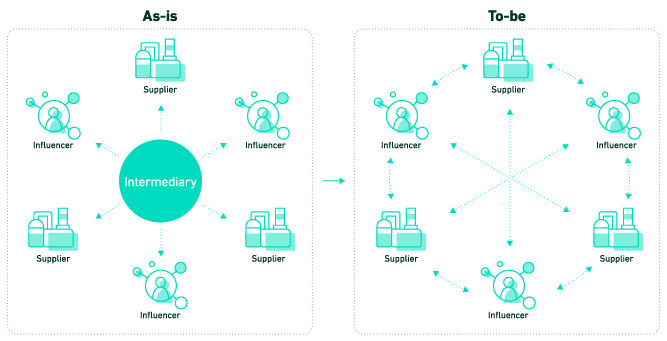 As-is
To-be
Supplier
Influencer
Influencer
Intermediary
Supplier
Supplier
Influencer
Supplier
Influencer
Influencer
Supplier
Supplier
Influencer